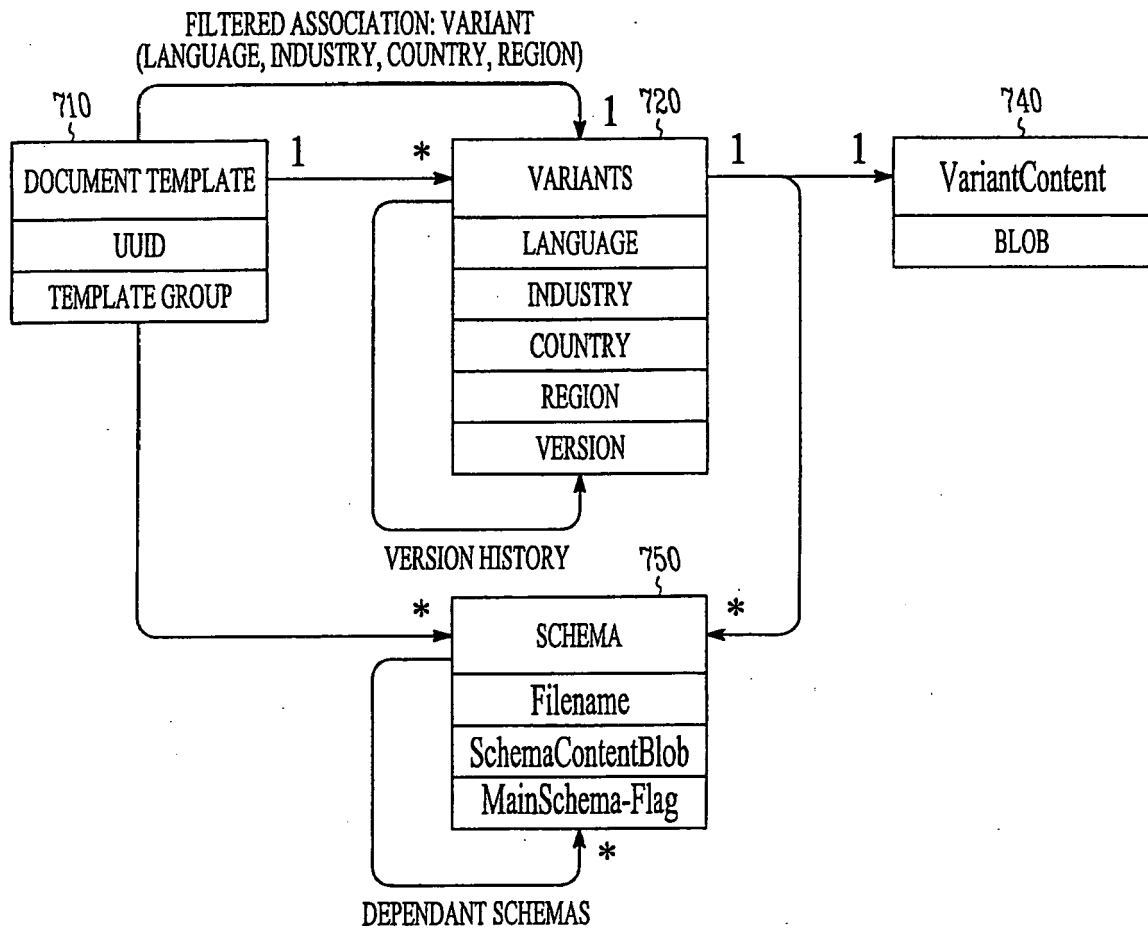 FILTERED ASSOCIATION: VARIANT
(LANGUAGE, INDUSTRY, COUNTRY, REGION)
710
1
720
740
DOCUMENT TEMPLATE
1
*
VARIANTS
1
1
VariantContent
UUID
LANGUAGE
BLOB
TEMPLATE GROUP
INDUSTRY
COUNTRY
REGION
VERSION
VERSION HISTORY
750
*
*
SCHEMA
Filename
SchemaContentBlob
MainSchema-Flag
*
DEPENDANT SCHEMAS